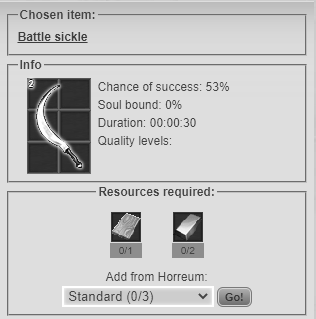 Chosen item:
Battle sickle
Info
2
Chance of success: 53%
Soul bound: 0%
Duration: 00:00:30
Quality levels:
Resources required:
0/1 0/2
Add from Horreum:
Standard (0/3) Go!